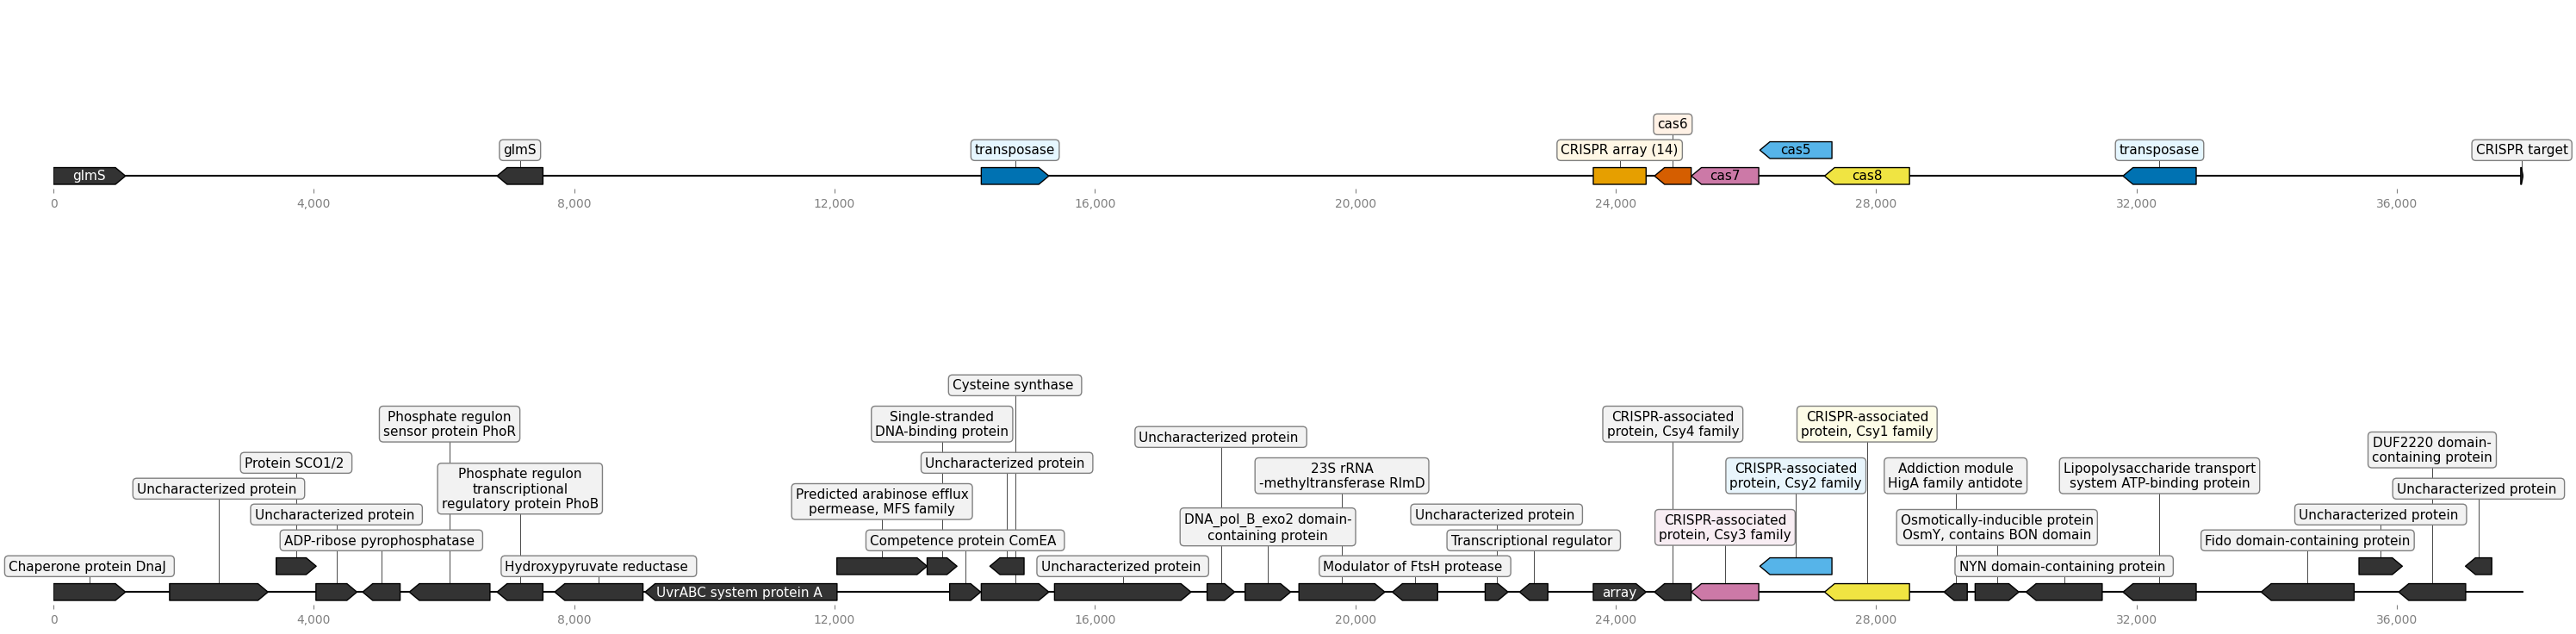 cas6
glmS
transposase
CRISPR array (14)
cas5
transposase
CRISPR target
glmS
cas7
cas8
0
4,000
8,000
12,000
16,000
20,000
24,000
28,000
32,000
36,000
Cysteine synthase
Phosphate regulon
sensor protein PhoR
Single-stranded
DNA-binding protein
CRISPR-associated
protein, Csy4 family
CRISPR-associated
protein, Csy1 family
Uncharacterized protein
DUF2220 domain-
containing protein
Protein SCO1/2
Uncharacterized protein
Phosphate regulon
transcriptional
regulatory protein PhoB
23S rRNA
-methyltransferase RlmD
CRISPR-associated
protein, Csy2 family
Addiction module
HigA family antidote
Lipopolysaccharide transport
system ATP-binding protein
Uncharacterized protein
Uncharacterized protein
Predicted arabinose efflux
permease, MFS family
Uncharacterized protein
DNA_pol_B_exo2 domain-
containing protein
Uncharacterized protein
CRISPR-associated
protein, Csy3 family
Osmotically-inducible protein
OsmY, contains BON domain
Uncharacterized protein
ADP-ribose pyrophosphatase
Competence protein ComEA
Transcriptional regulator
Fido domain-containing protein
Chaperone protein DnaJ
Hydroxypyruvate reductase
Uncharacterized protein
Modulator of FtsH protease
NYN domain-containing protein
UvrABC system protein A
array
0
4,000
8,000
12,000
16,000
20,000
24,000
28,000
32,000
36,000